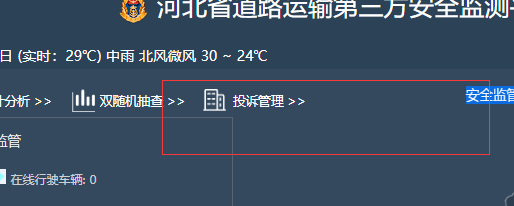 河北省道路运输第三方安全监测
日 (实时：29℃) 中雨 北风微风 30 ~ 24℃
分析 >> 双随机抽查 >> 投诉管理 >> 安全监管
监管
在线行驶车辆: 0